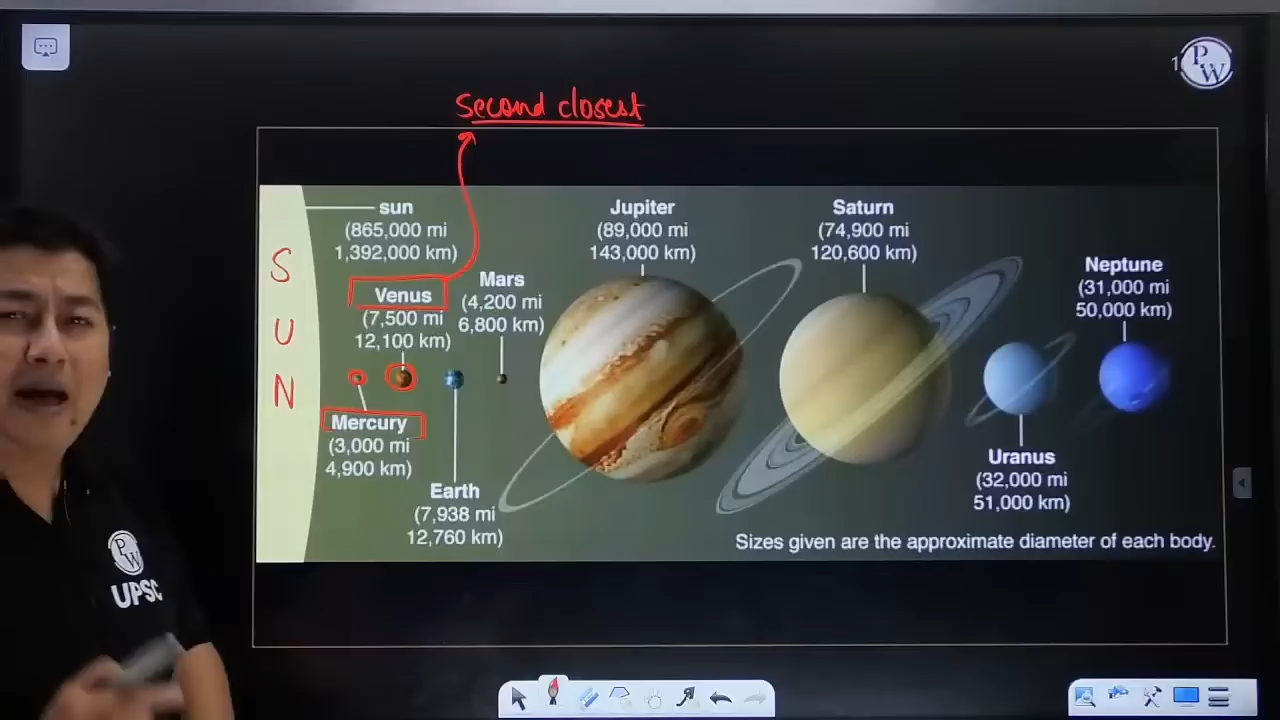 1
PW
Second closest
sun
(865,000 mi
1,392,000 km)
SUN
Venus
(7,500 mi
12,100 km)
Mercury
(3,000 mi
4,900 km)
Earth
(7,938 mi
12,760 km)
Mars
(4,200 mi
6,800 km)
Jupiter
(89,000 mi
143,000 km)
Saturn
(74,900 mi
120,600 km)
Uranus
(32,000 mi
51,000 km)
Neptune
(31,000 mi
50,000 km)
Sizes given are the approximate diameter of each body.
PW
UPSC